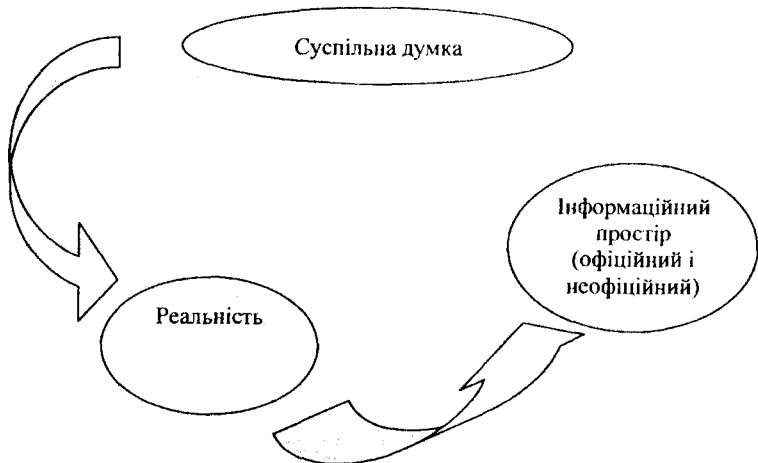 Суспільна думка
Інформаційний
простір
(офіційний і
неофіційний)
Реальність